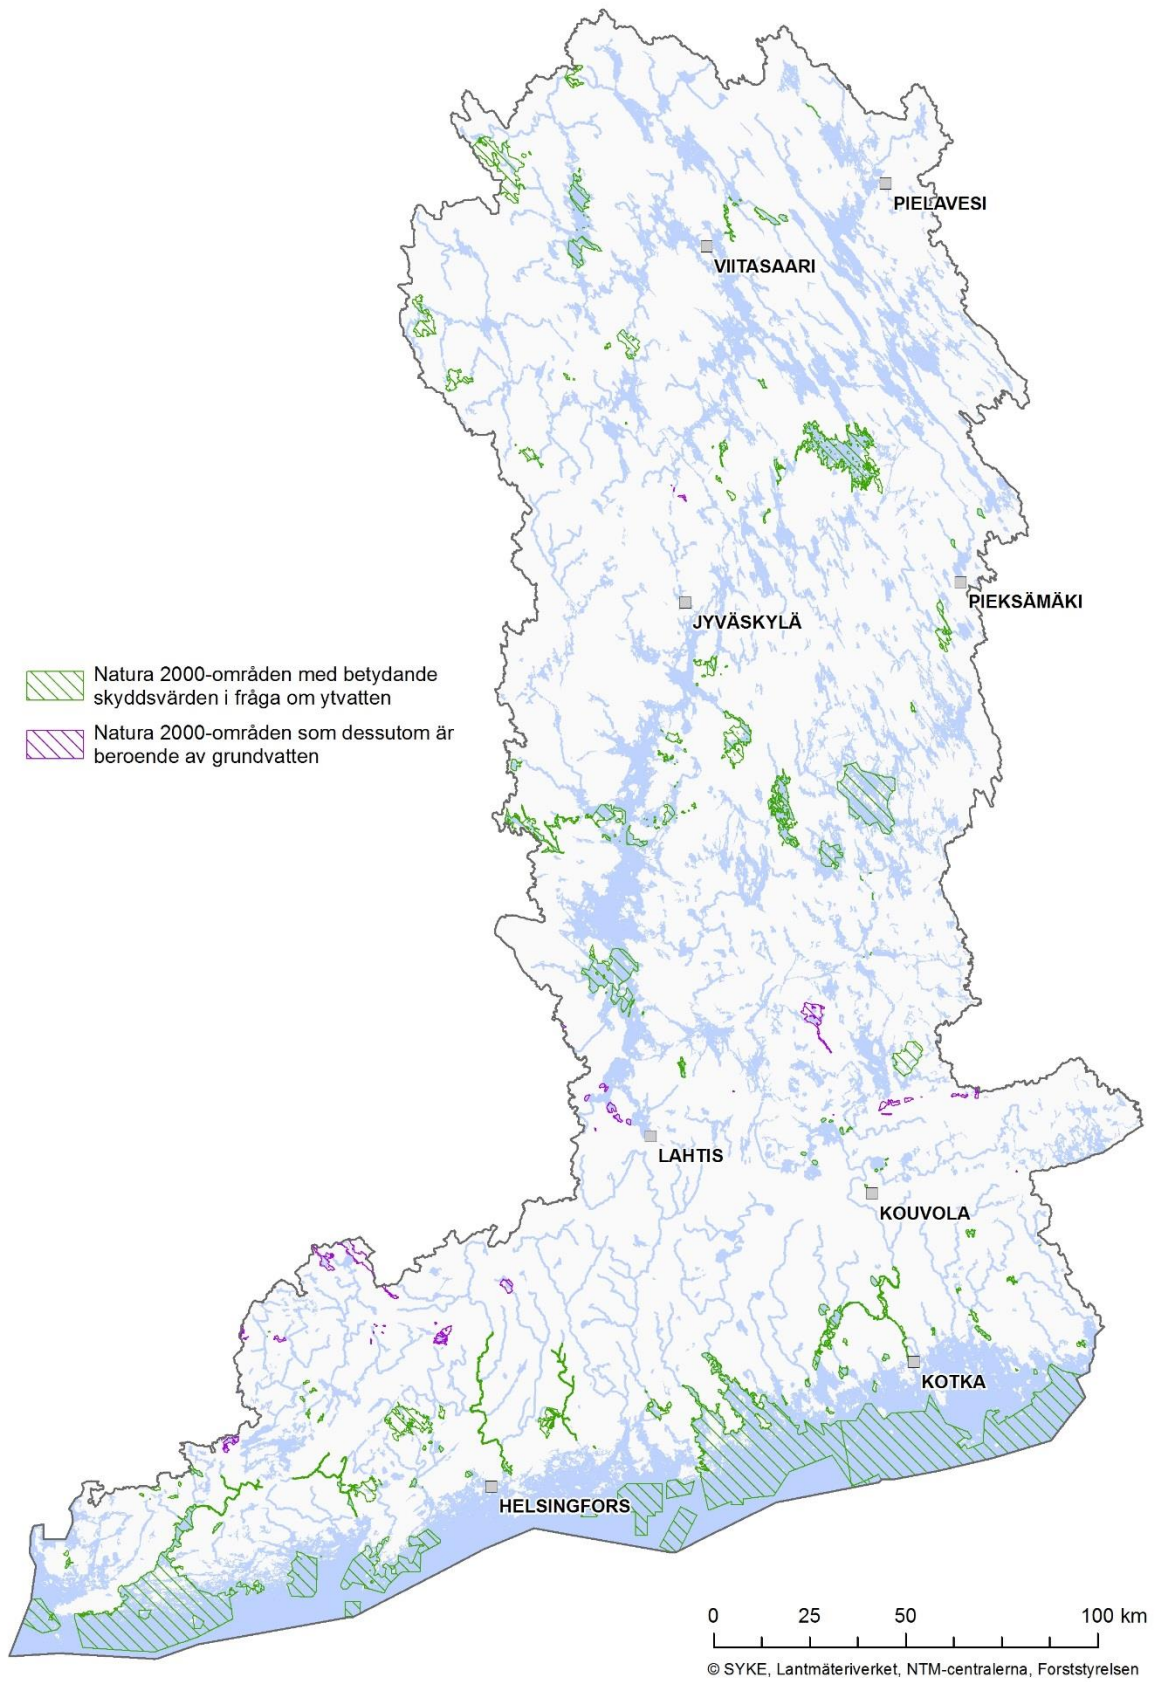 PIELAVESI
VIITASAARI
PIEKSÄMÄKI
JYVÄSKYLÄ
Natura 2000-områden med betydande
skyddsvärden i fråga om ytvatten
Natura 2000-områden som dessutom är
beroende av grundvatten
LAHTIS
KOUVOLA
KOTKA
HELSINGFORS
0 25 50 100 km
© SYKE, Lantmäteriverket, NTM-centralerna, Forststyrelsen